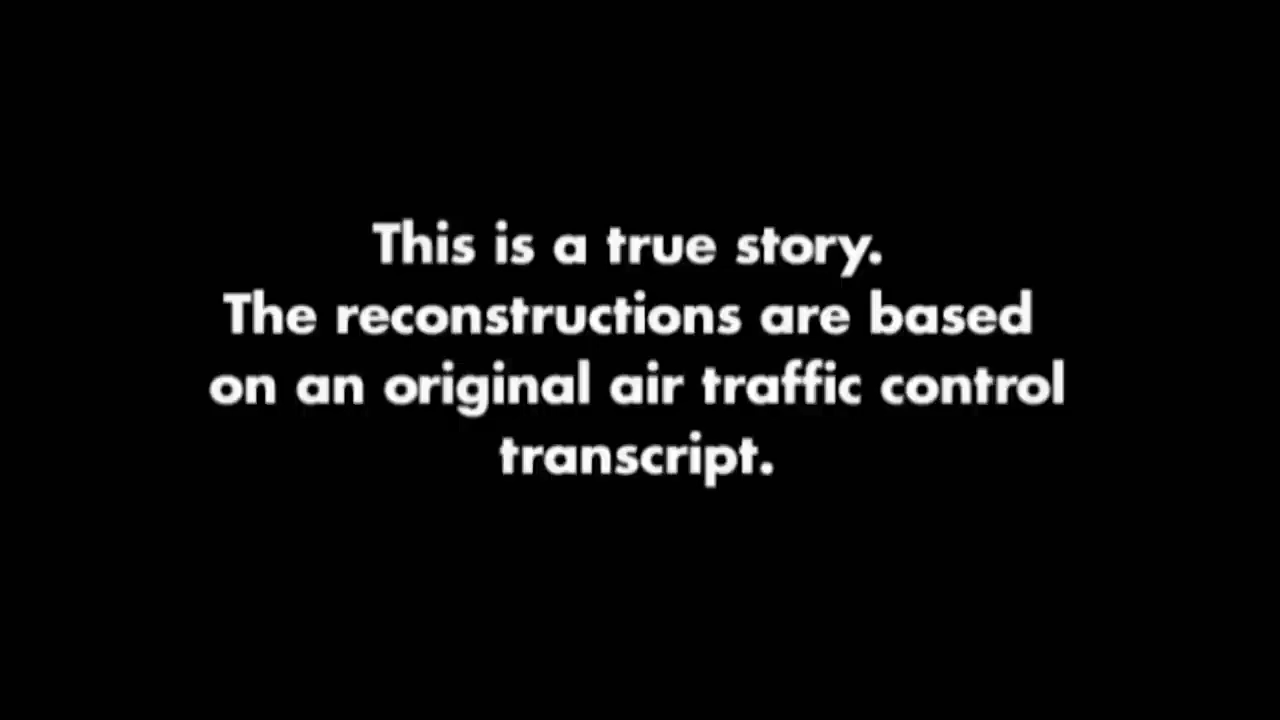 This is a true story.
The reconstructions are based
on an original air traffic control
transcript.